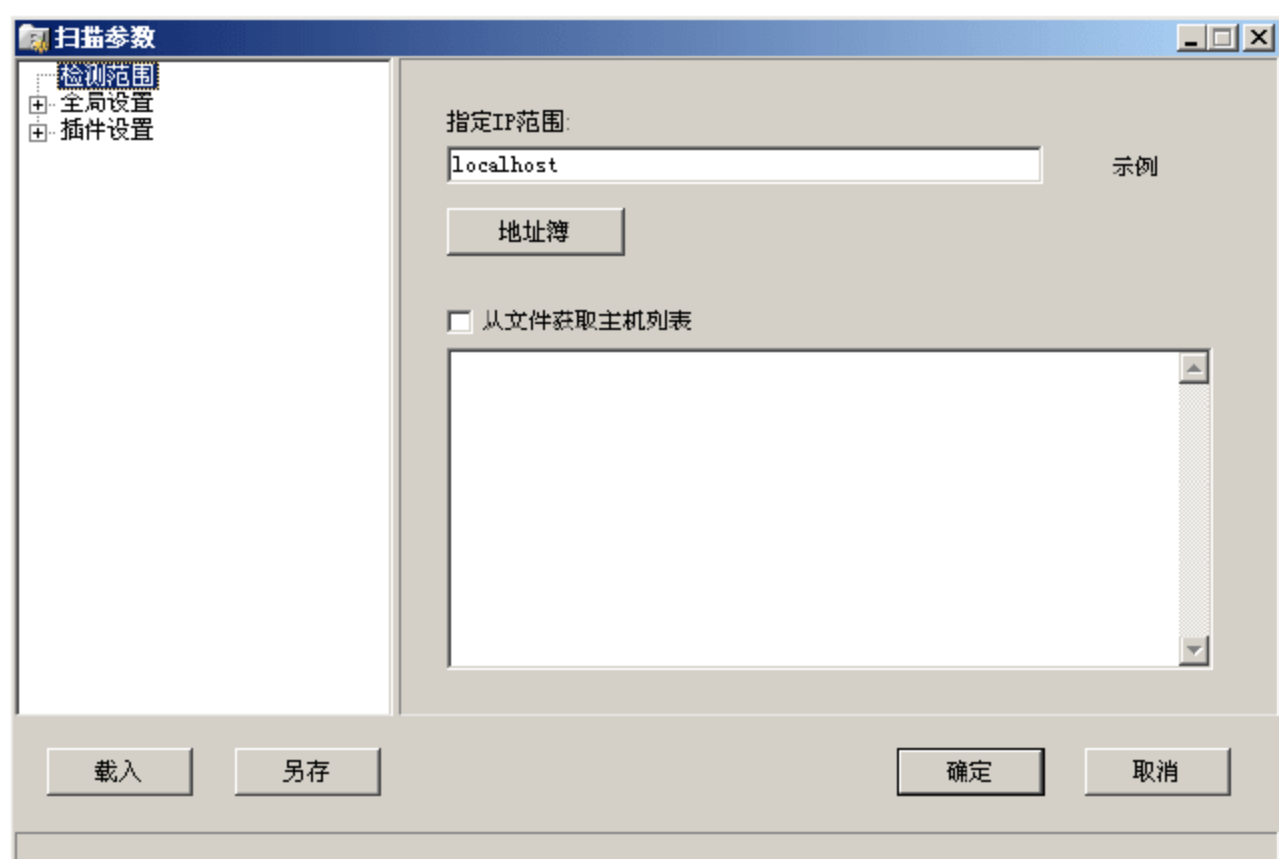 扫描参数
检测范围
全局设置
插件设置
指定IP范围:
localhost
示例
地址簿
从文件获取主机列表
载入
另存
确定
取消